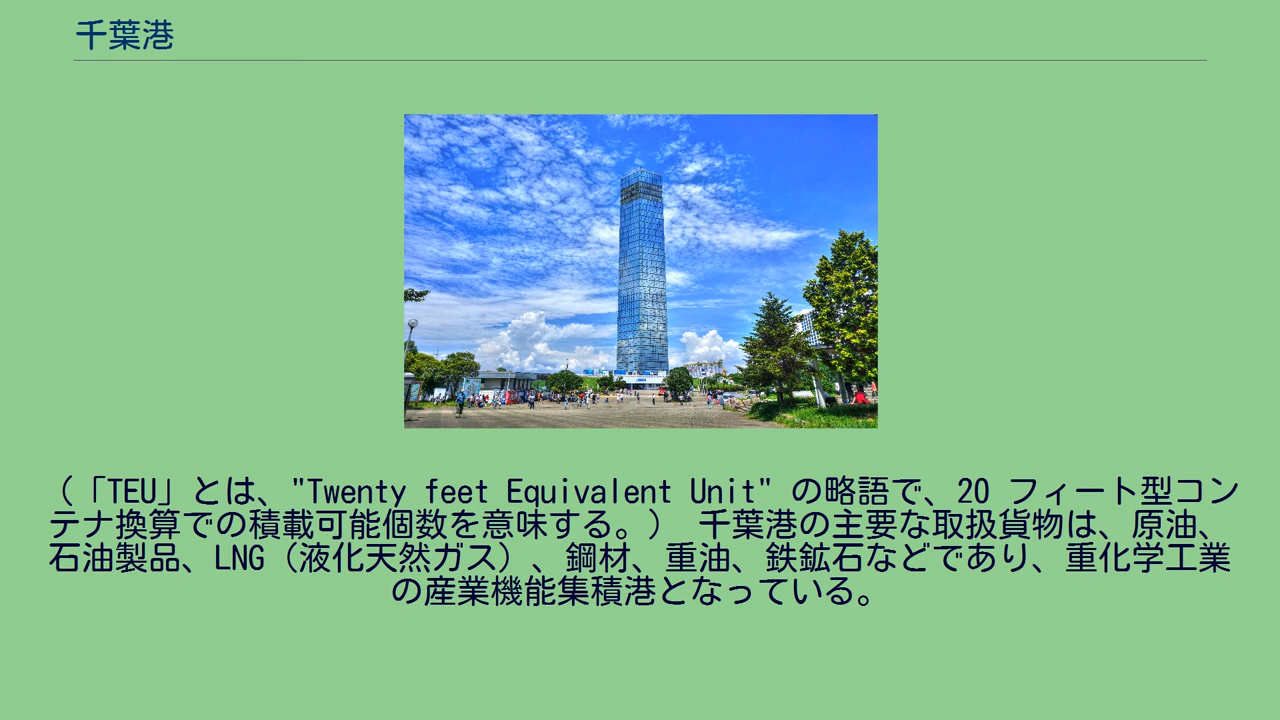 千葉港
（「TEU」とは、"Twenty feet Equivalent Unit" の略語で、20 フィート型コン
テナ換算での積載可能個数を意味する。） 千葉港の主要な取扱貨物は、原油、
石油製品、LNG（液化天然ガス）、鋼材、重油、鉄鉱石などであり、重化学工業
の産業機能集積港となっている。